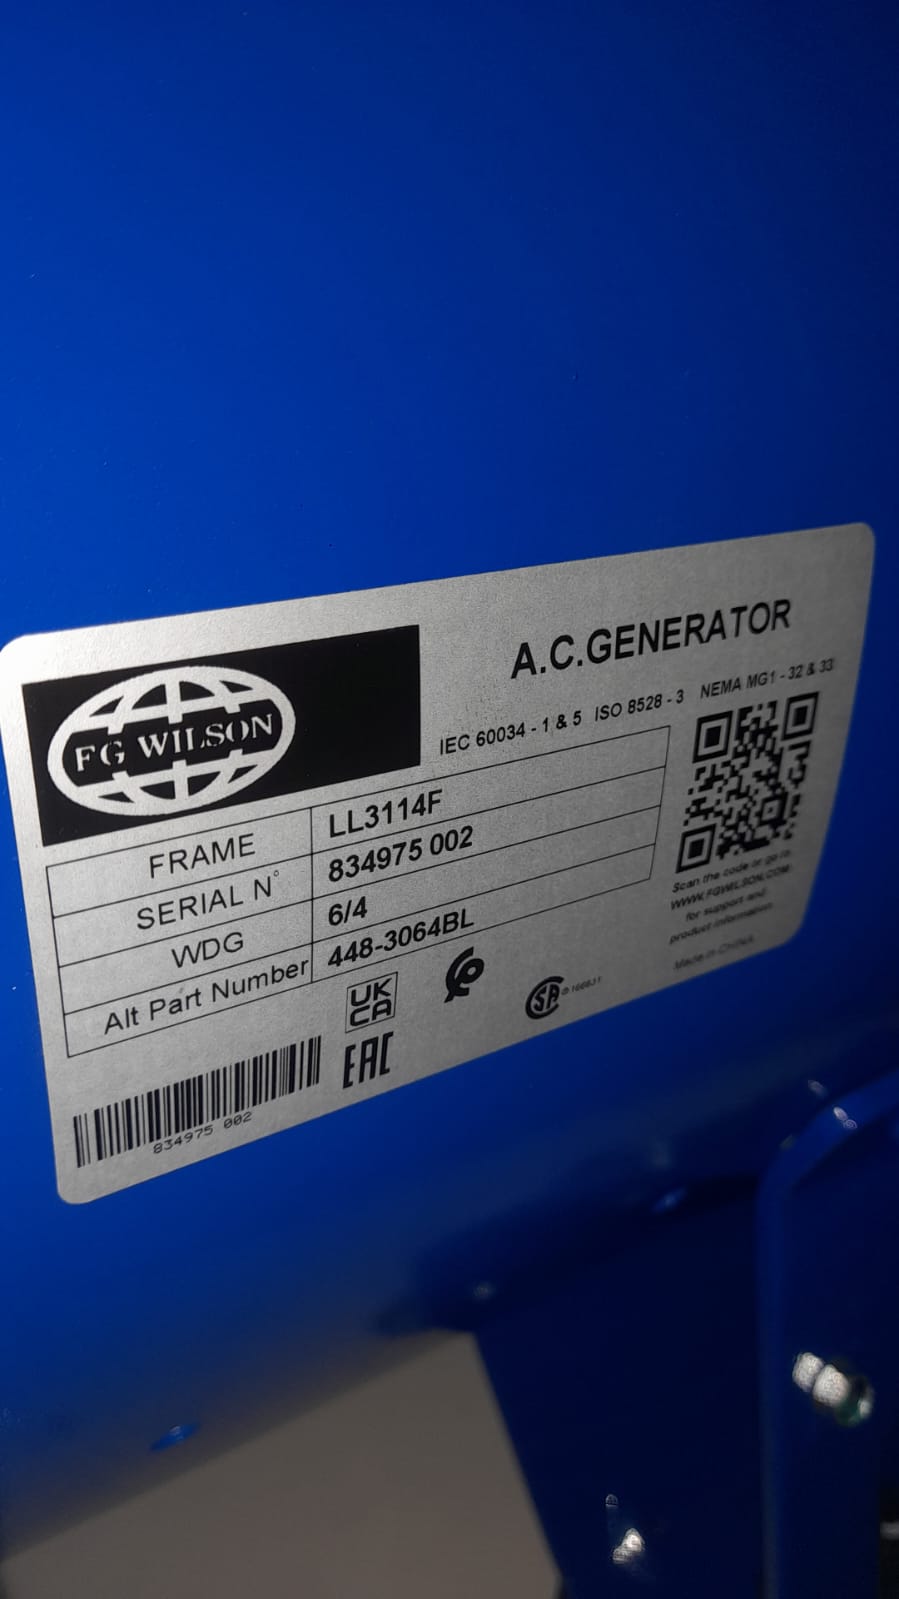 FG WILSON
A.C.GENERATOR
IEC 60034 - 1 & 5 ISO 8528 - 3 NEMA MG1 - 32 & 33
FRAME LL3114F
SERIAL N° 834975 002
WDG 6/4
Alt Part Number 448-3064BL
Scan the code or go to
WWW.FGWILSON.COM
for support and
product information
Made in CHINA
UK
CA
EAC
SA
834975 002